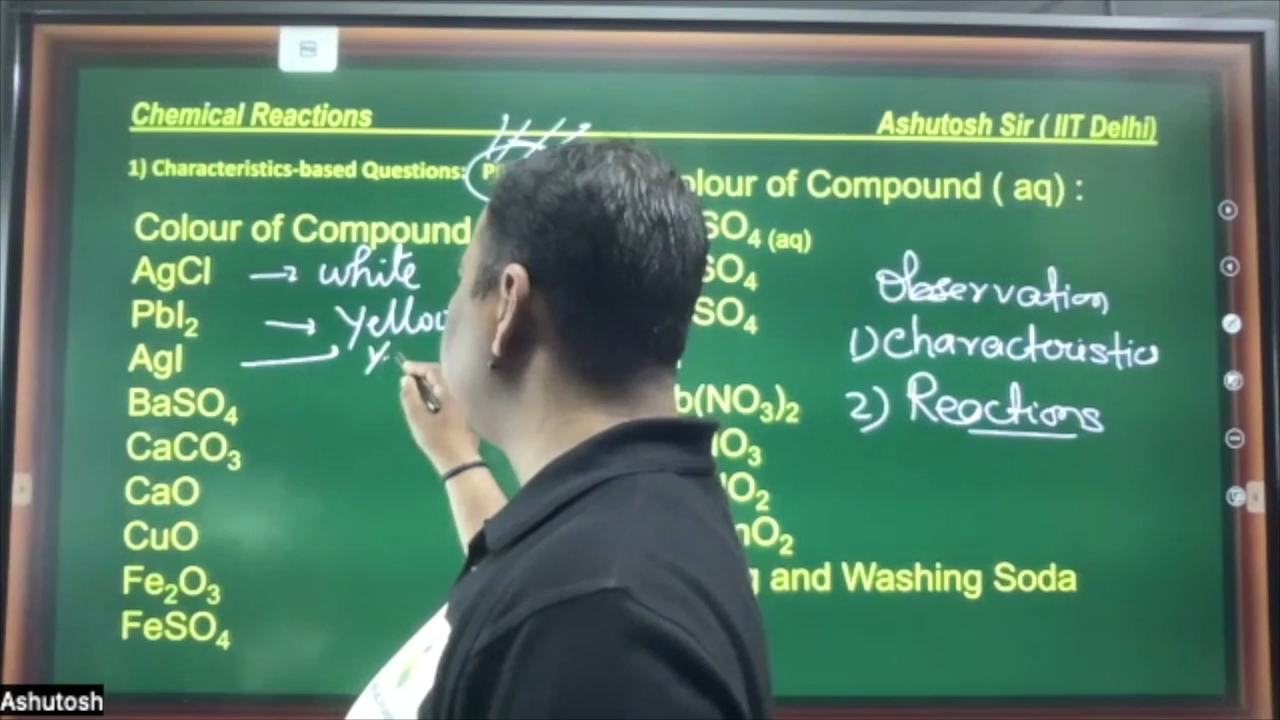 Chemical Reactions
Ashutosh Sir ( IIT Delhi)
1) Characteristics-based Questions:
Colour of Compound
AgCl → white
PbI2 → Yellow
AgI
BaSO4
CaCO3
CaO
CuO
Fe2O3
FeSO4
olour of Compound ( aq) :
SO4 (aq)
SO4
SO4
b(NO3)2
IO3
O2
nO2
g and Washing Soda
Observation
1) Characteristic
2) Reactions
Ashutosh